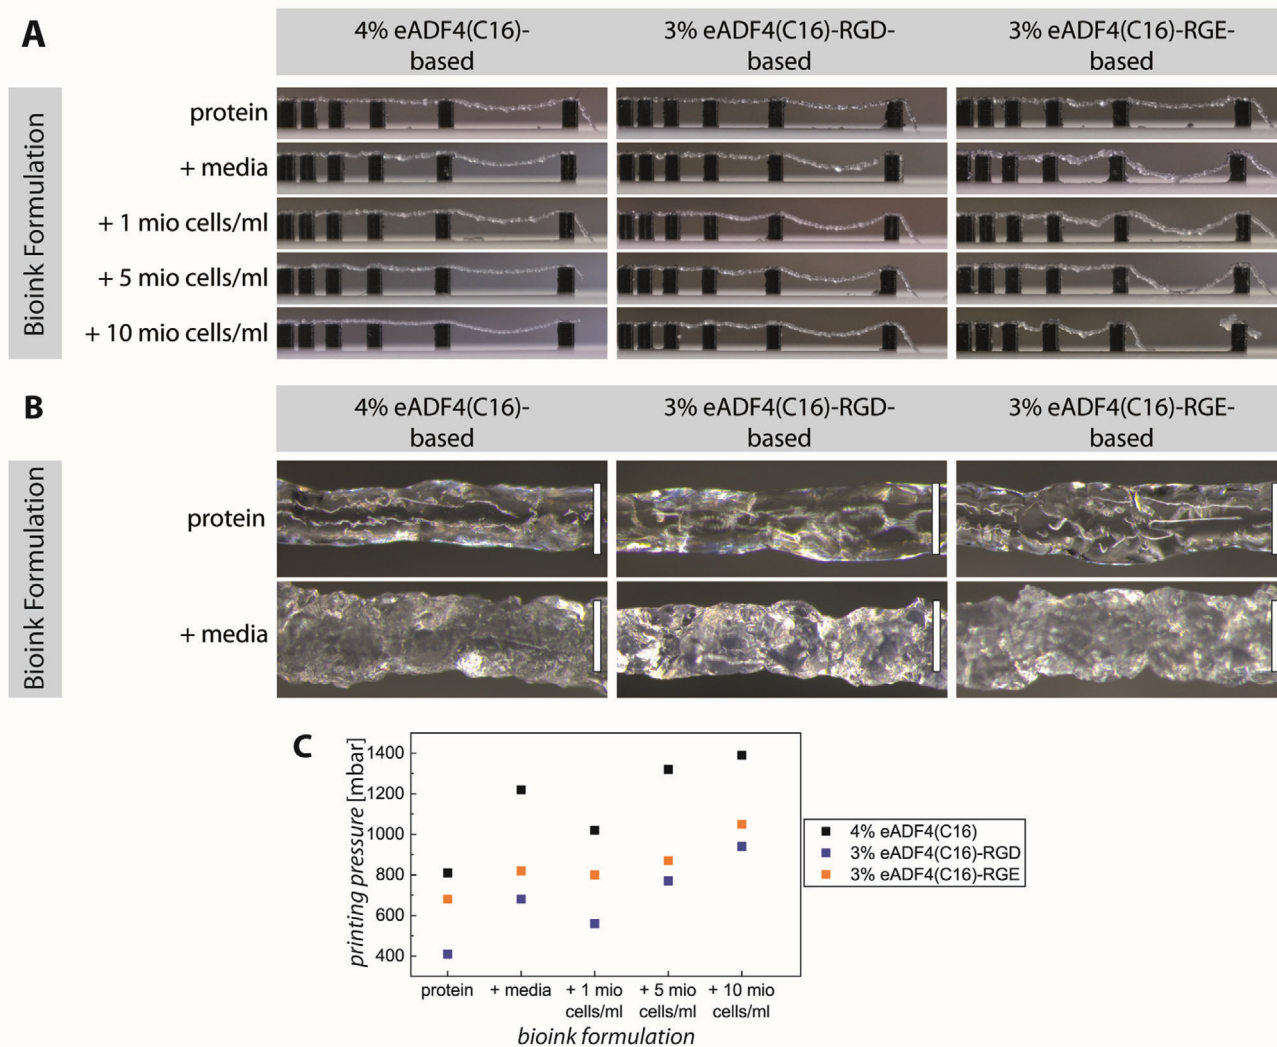 A
4% eADF4(C16)-
based
3% eADF4(C16)-RGD-
based
3% eADF4(C16)-RGE-
based
Bioink Formulation
protein
+ media
+ 1 mio cells/ml
+ 5 mio cells/ml
+ 10 mio cells/ml
B
4% eADF4(C16)-
based
3% eADF4(C16)-RGD-
based
3% eADF4(C16)-RGE-
based
Bioink Formulation
protein
+ media
C
printing pressure [mbar]
1400
1200
1000
800
600
400
protein
+ media
+ 1 mio
cells/ml
+ 5 mio
cells/ml
+ 10 mio
cells/ml
bioink formulation
4% eADF4(C16)
3% eADF4(C16)-RGD
3% eADF4(C16)-RGE